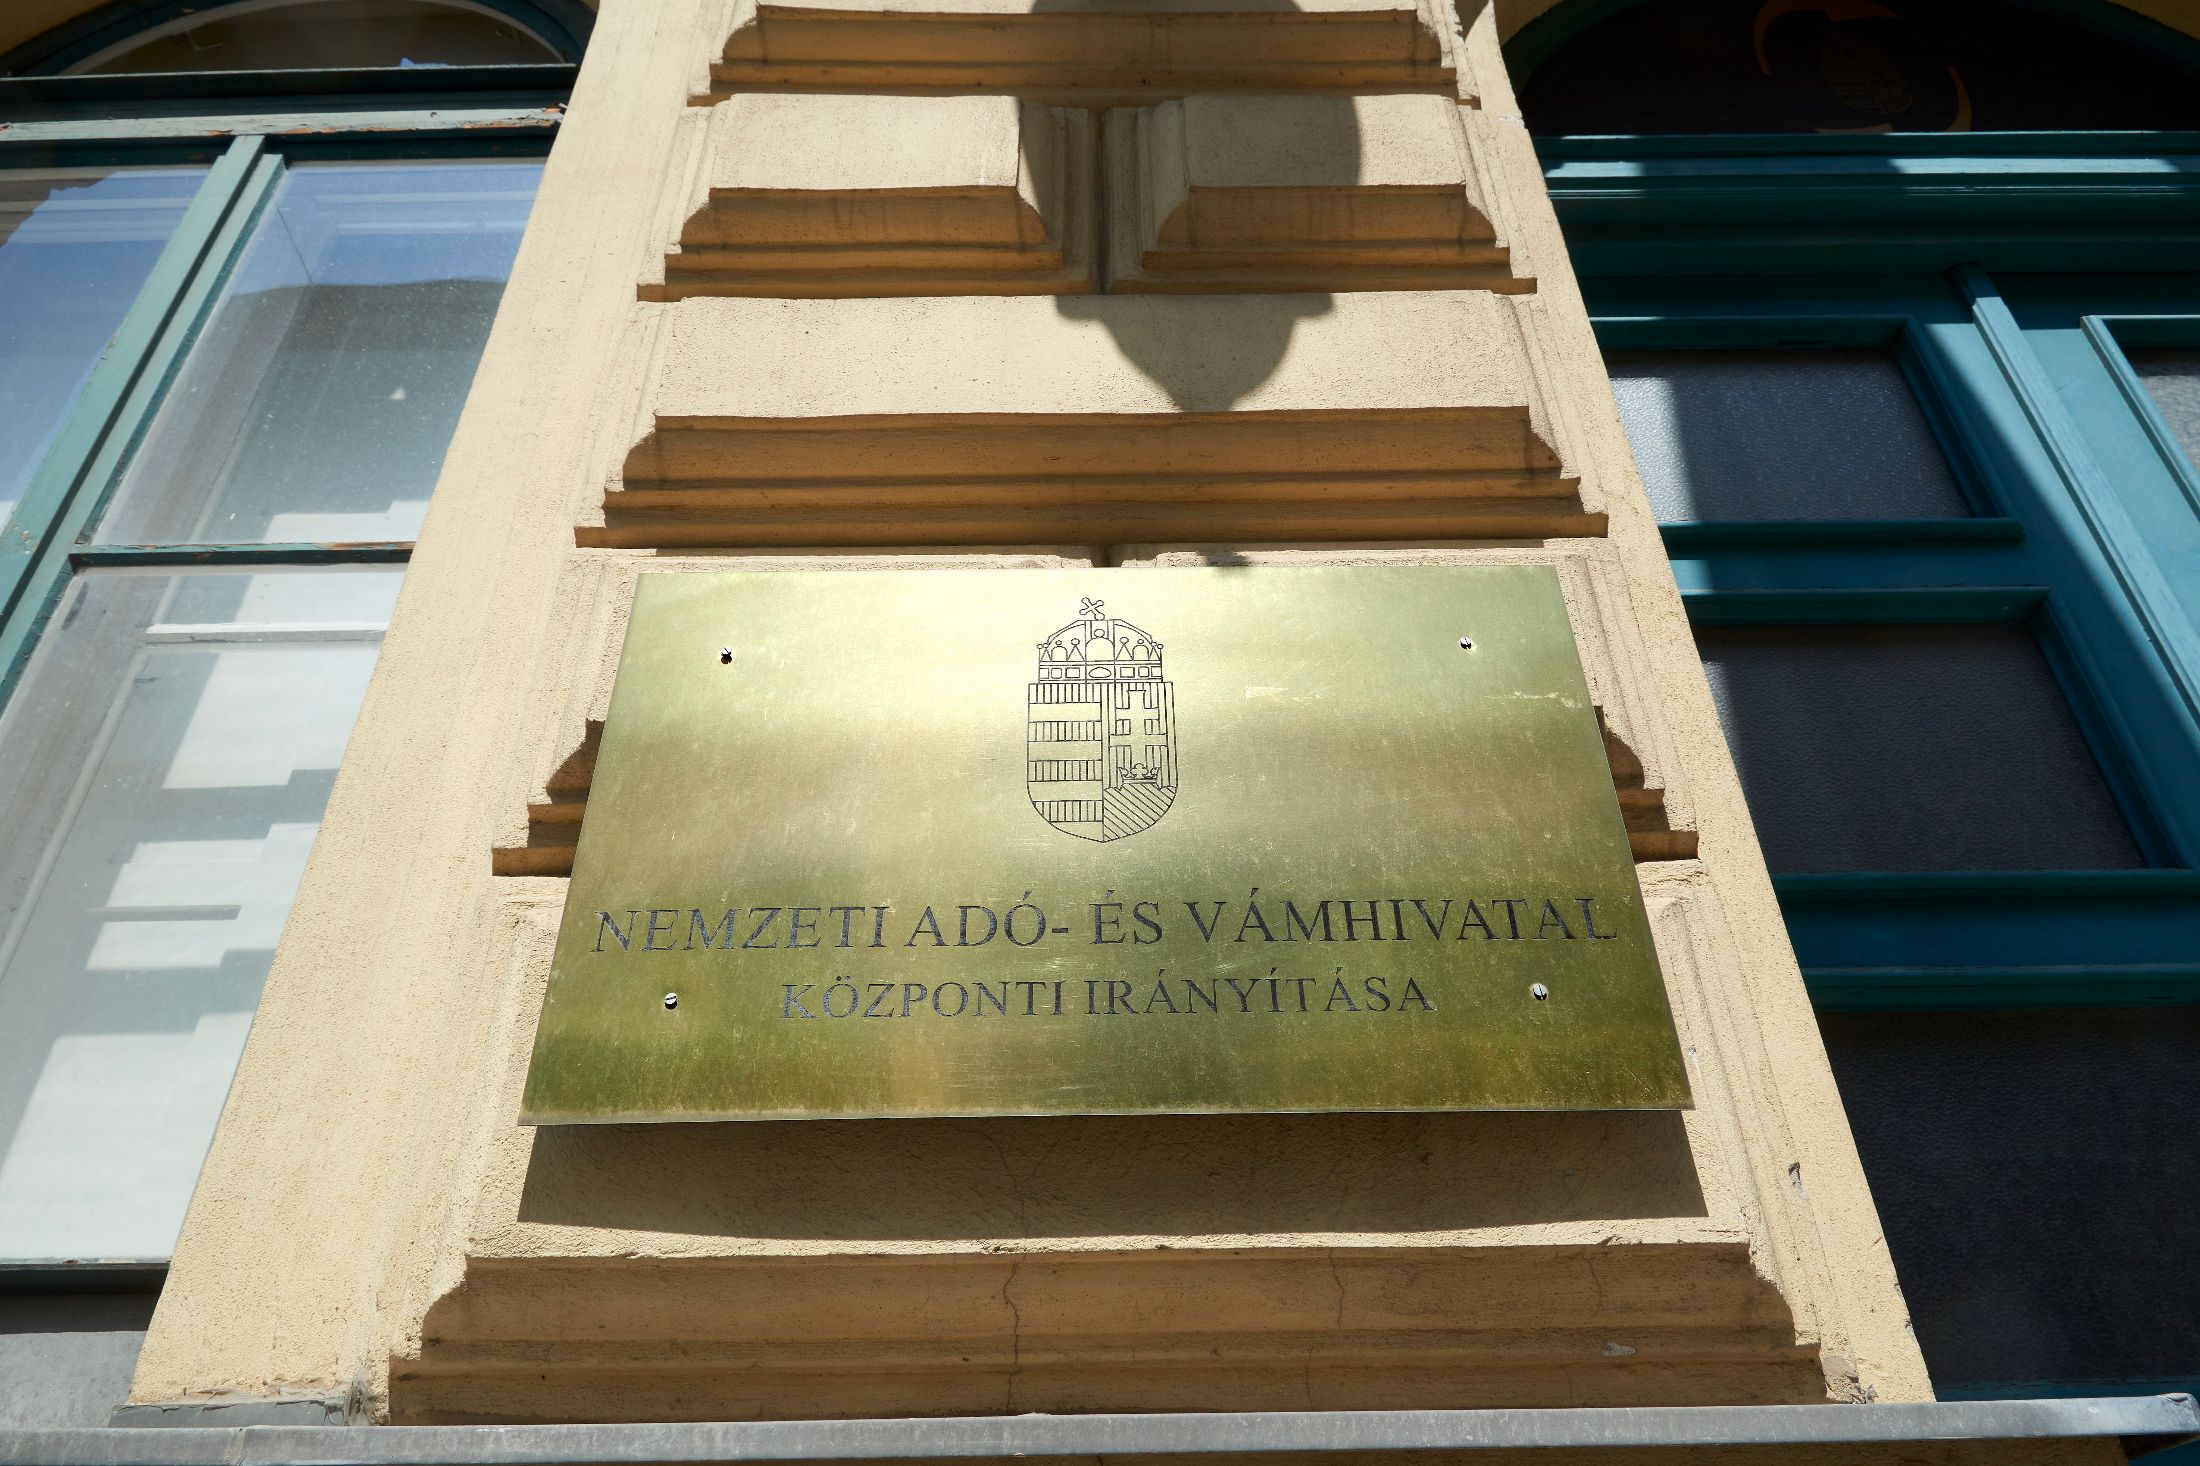 NEMZETI ADÓ- ÉS VÁMHIVATAL
KÖZPONTI IRÁNYÍTÁSA